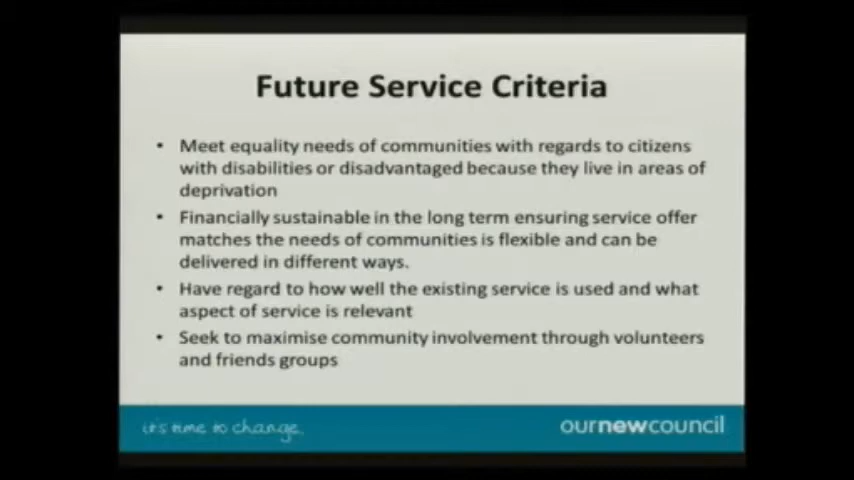 Future Service Criteria
• Meet equality needs of communities with regards to citizens
with disabilities or disadvantaged because they live in areas of
deprivation
• Financially sustainable in the long term ensuring service offer
matches the needs of communities is flexible and can be
delivered in different ways.
• Have regard to how well the existing service is used and what
aspect of service is relevant
• Seek to maximise community involvement through volunteers
and friends groups
it's time to change.
ournewcouncil